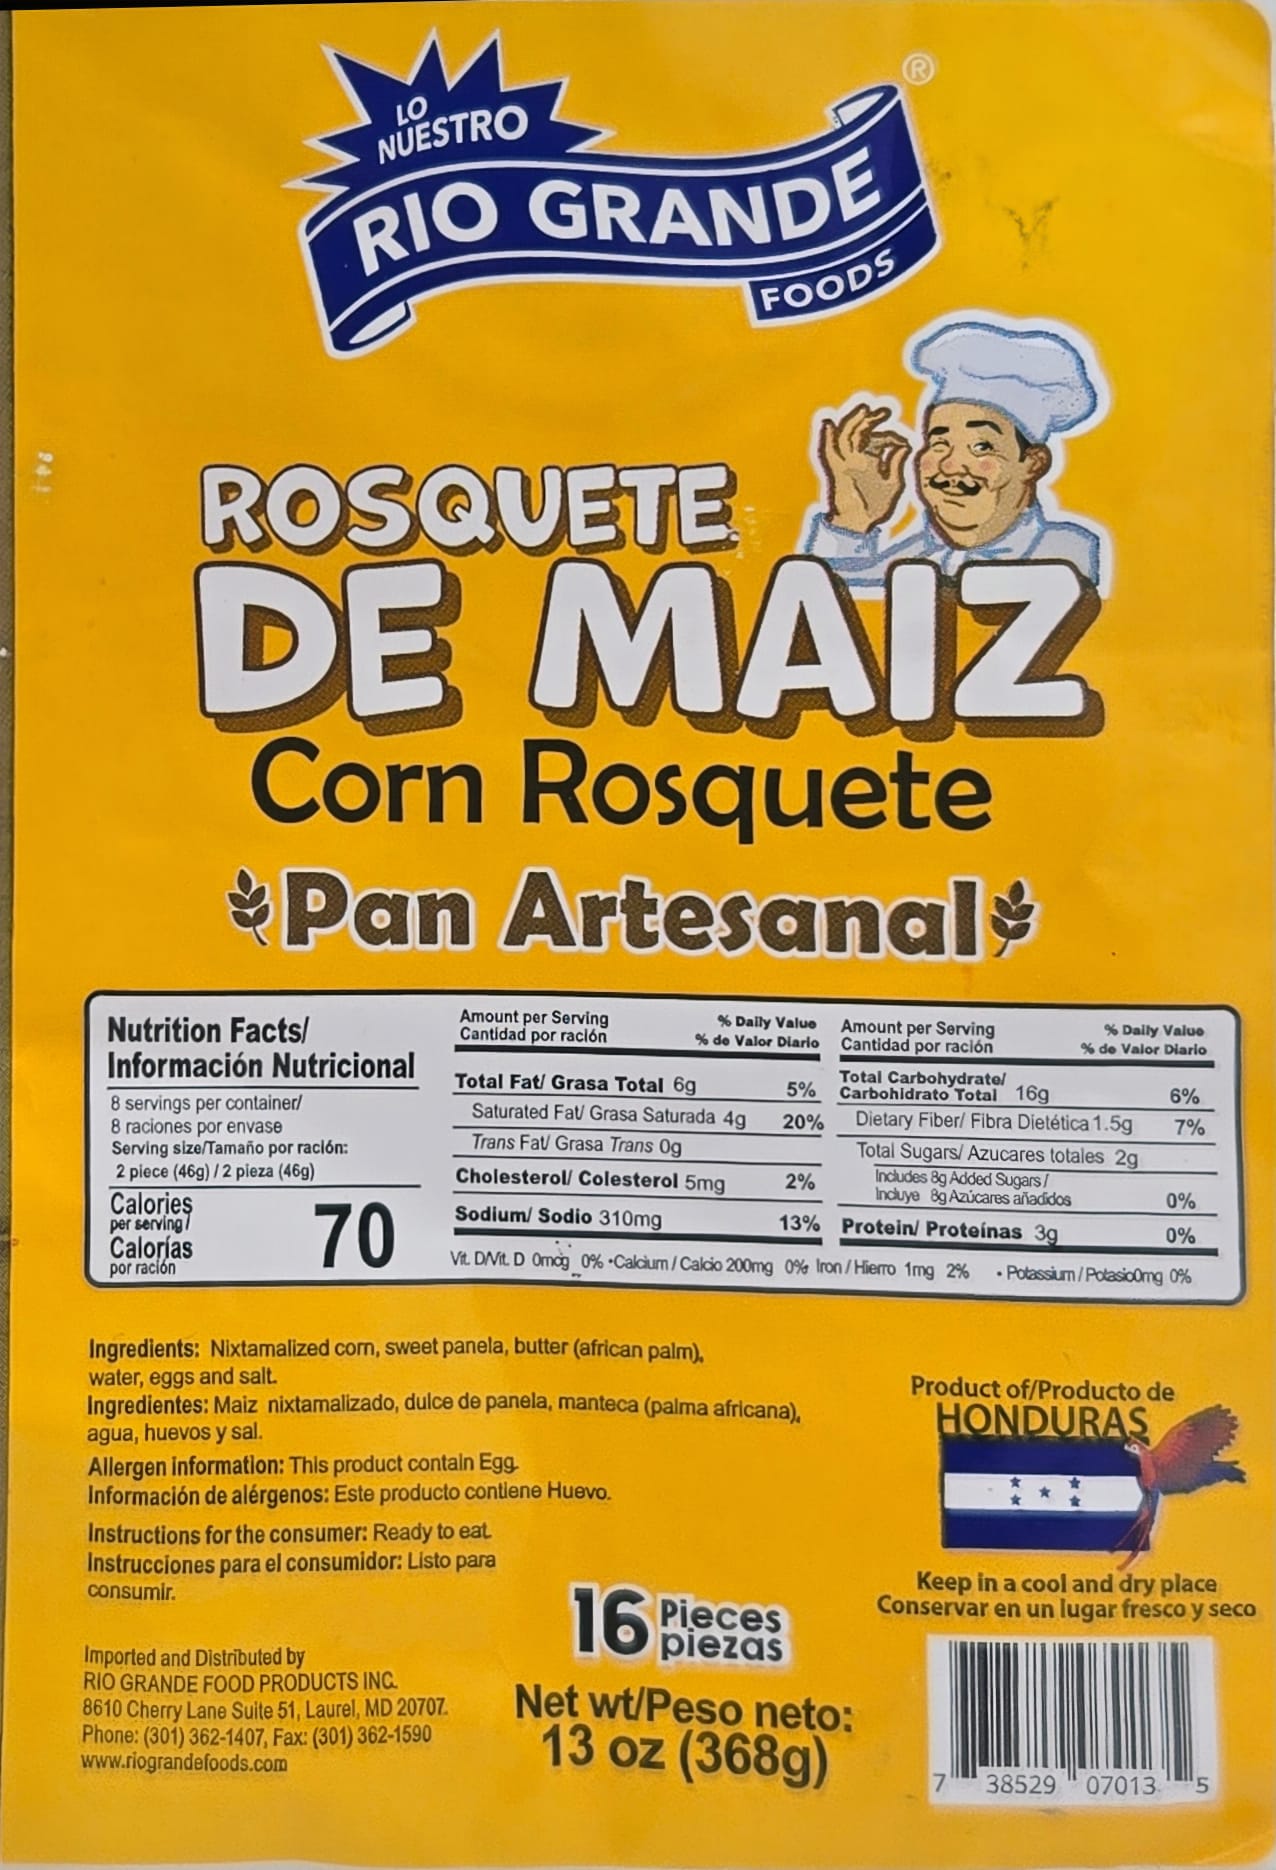 ®
LO
NUESTRO
RIO GRANDE
FOODS
ROSQUETE
DE MAIZ
Corn Rosquete
Pan Artesanal
Nutrition Facts/
Información Nutricional
8 servings per container/
8 raciones por envase
Serving size/Tamaño por ración:
2 piece (46g) / 2 pieza (46g)
Calories
per serving/
Calorías
por ración
70
Amount per Serving
Cantidad por ración
% Daily Value
% de Valor Diario
Total Fat/ Grasa Total 6g 5%
Saturated Fat/ Grasa Saturada 4g 20%
Trans Fat/ Grasa Trans 0g
Cholesterol/ Colesterol 5mg 2%
Sodium/ Sodio 310mg 13%
Amount per Serving
Cantidad por ración
% Daily Value
% de Valor Diario
Total Carbohydrate/
Carbohidrato Total 16g 6%
Dietary Fiber/ Fibra Dietética 1.5g 7%
Total Sugars/ Azucares totales 2g
Includes 8g Added Sugars /
Incluye 8g Azúcares añadidos 0%
Protein/ Proteínas 3g 0%
Vit. D/Vit. D 0mcg 0% •Calcium / Calcio 200mg 0% Iron / Hierro 1mg 2% • Potassium / Potasio0mg 0%
Ingredients: Nixtamalized corn, sweet panela, butter (african palm),
water, eggs and salt.
Ingredientes: Maiz nixtamalizado, dulce de panela, manteca (palma africana),
agua, huevos y sal.
Allergen information: This product contain Egg.
Información de alérgenos: Este producto contiene Huevo.
Instructions for the consumer: Ready to eat.
Instrucciones para el consumidor: Listo para
consumir.
Imported and Distributed by
RIO GRANDE FOOD PRODUCTS INC.
8610 Cherry Lane Suite 51, Laurel, MD 20707.
Phone: (301) 362-1407, Fax: (301) 362-1590
www.riograndefoods.com
16 Pieces
piezas
Net wt/Peso neto:
13 oz (368g)
Product of/Producto de
HONDURAS
Keep in a cool and dry place
Conservar en un lugar fresco y seco
7 38529 07013 5